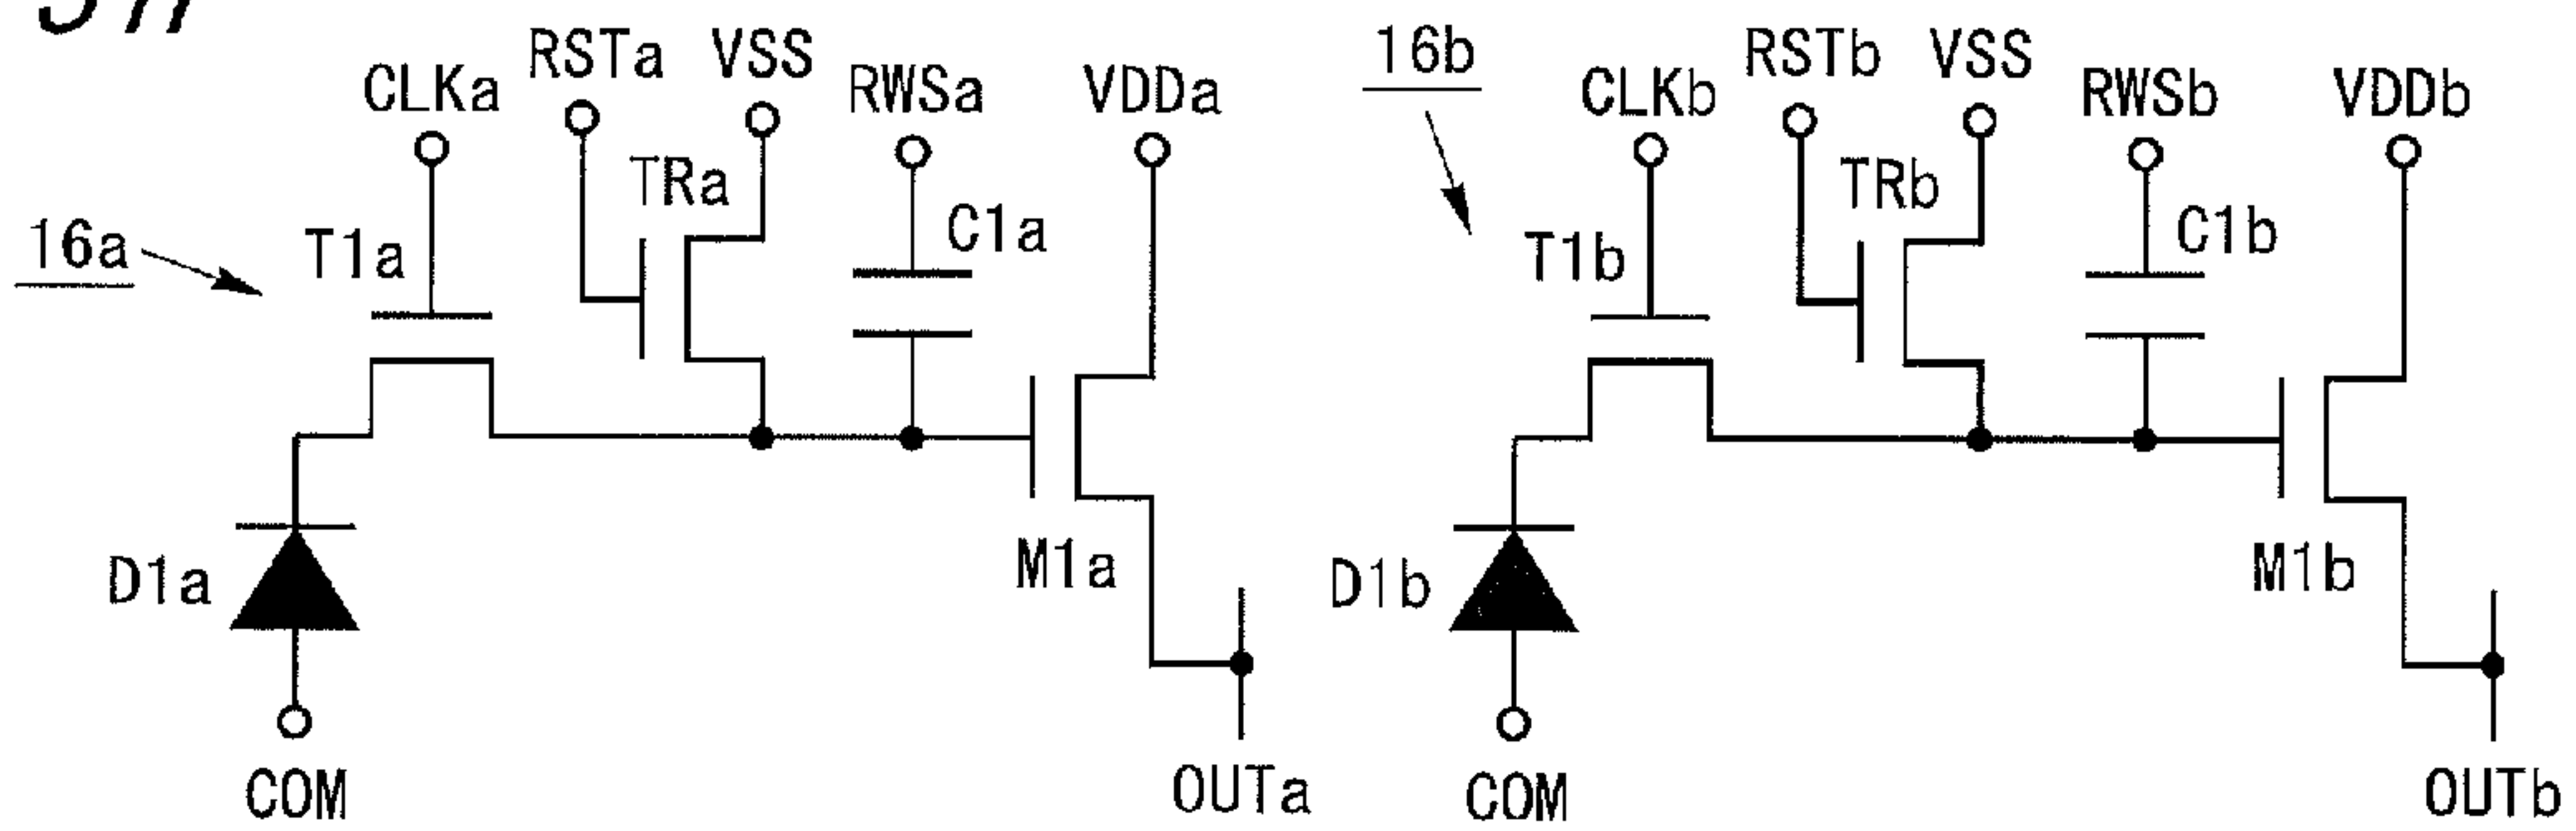 CLKa
RSTa
VSS
RWSa
VDDa
16a
T1a
TRa
C1a
D1a
M1a
COM
OUTa
16b
CLKb
RSTb
VSS
RWSb
VDDb
T1b
TRb
C1b
D1b
M1b
COM
OUTb